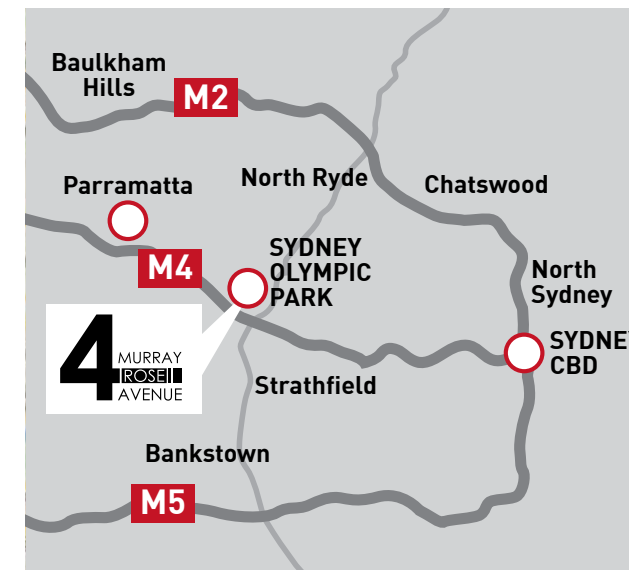 Baulkham
Hills
M2
Parramatta
North Ryde
Chatswood
M4
SYDNEY
OLYMPIC
PARK
North
Sydney
4 MURRAY
ROSE
AVENUE
SYDNEY
CBD
Strathfield
Bankstown
M5